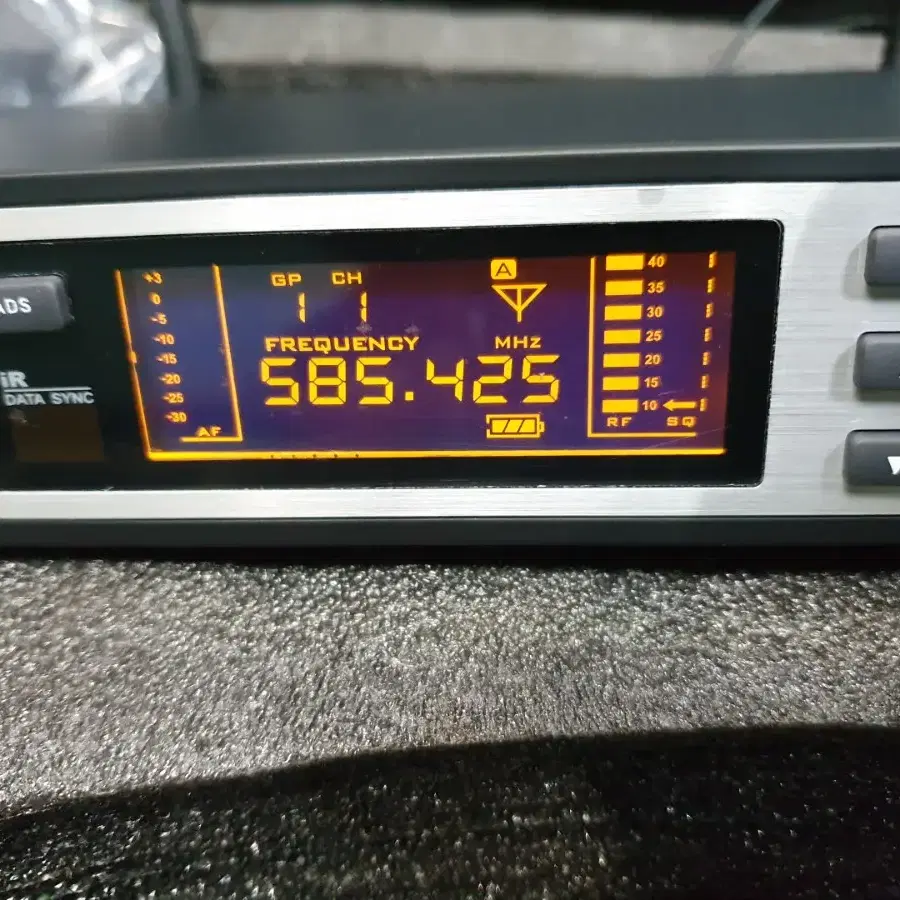 ADS
iR
DATA SYNC
+3
0
-5
-10
-15
-20
-25
-30
AF
GP CH
1 1
FREQUENCY MHz
585.425
A
40
35
30
25
20
15
10
RF SQ